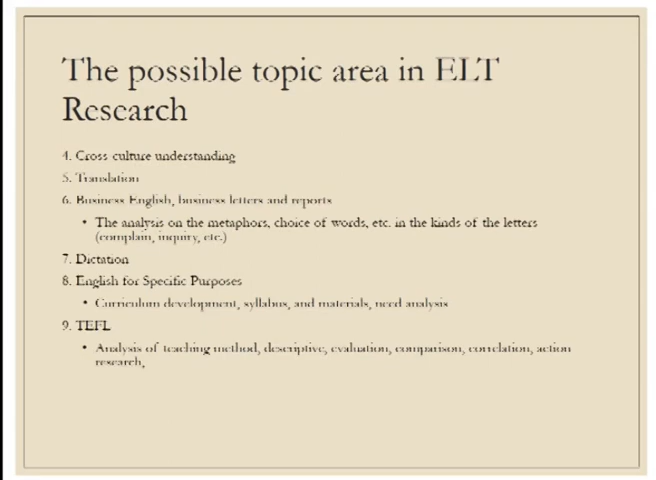 The possible topic area in ELT
Research
4. Cross culture understanding
5. Translation
6. Business English, business letters and reports
• The analysis on the metaphors, choice of words, etc. in the kinds of the letters
(complain, inquiry, etc.)
7. Dictation
8. English for Specific Purposes
• Curriculum development, syllabus, and materials, need analysis
9. TEFL
• Analysis of teaching method, descriptive, evaluation, comparison, correlation, action
research,